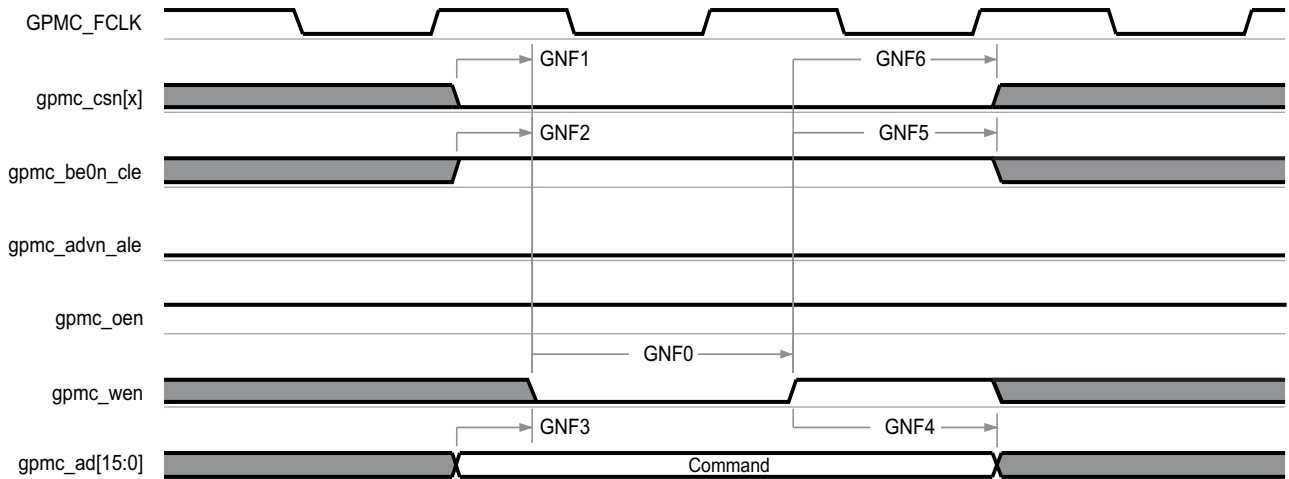 GPMC_FCLK
GNF1
GNF6
gpmc_csn[x]
GNF2
GNF5
gpmc_be0n_cle
gpmc_advn_ale
gpmc_oen
GNF0
gpmc_wen
GNF3
GNF4
gpmc_ad[15:0]
Command